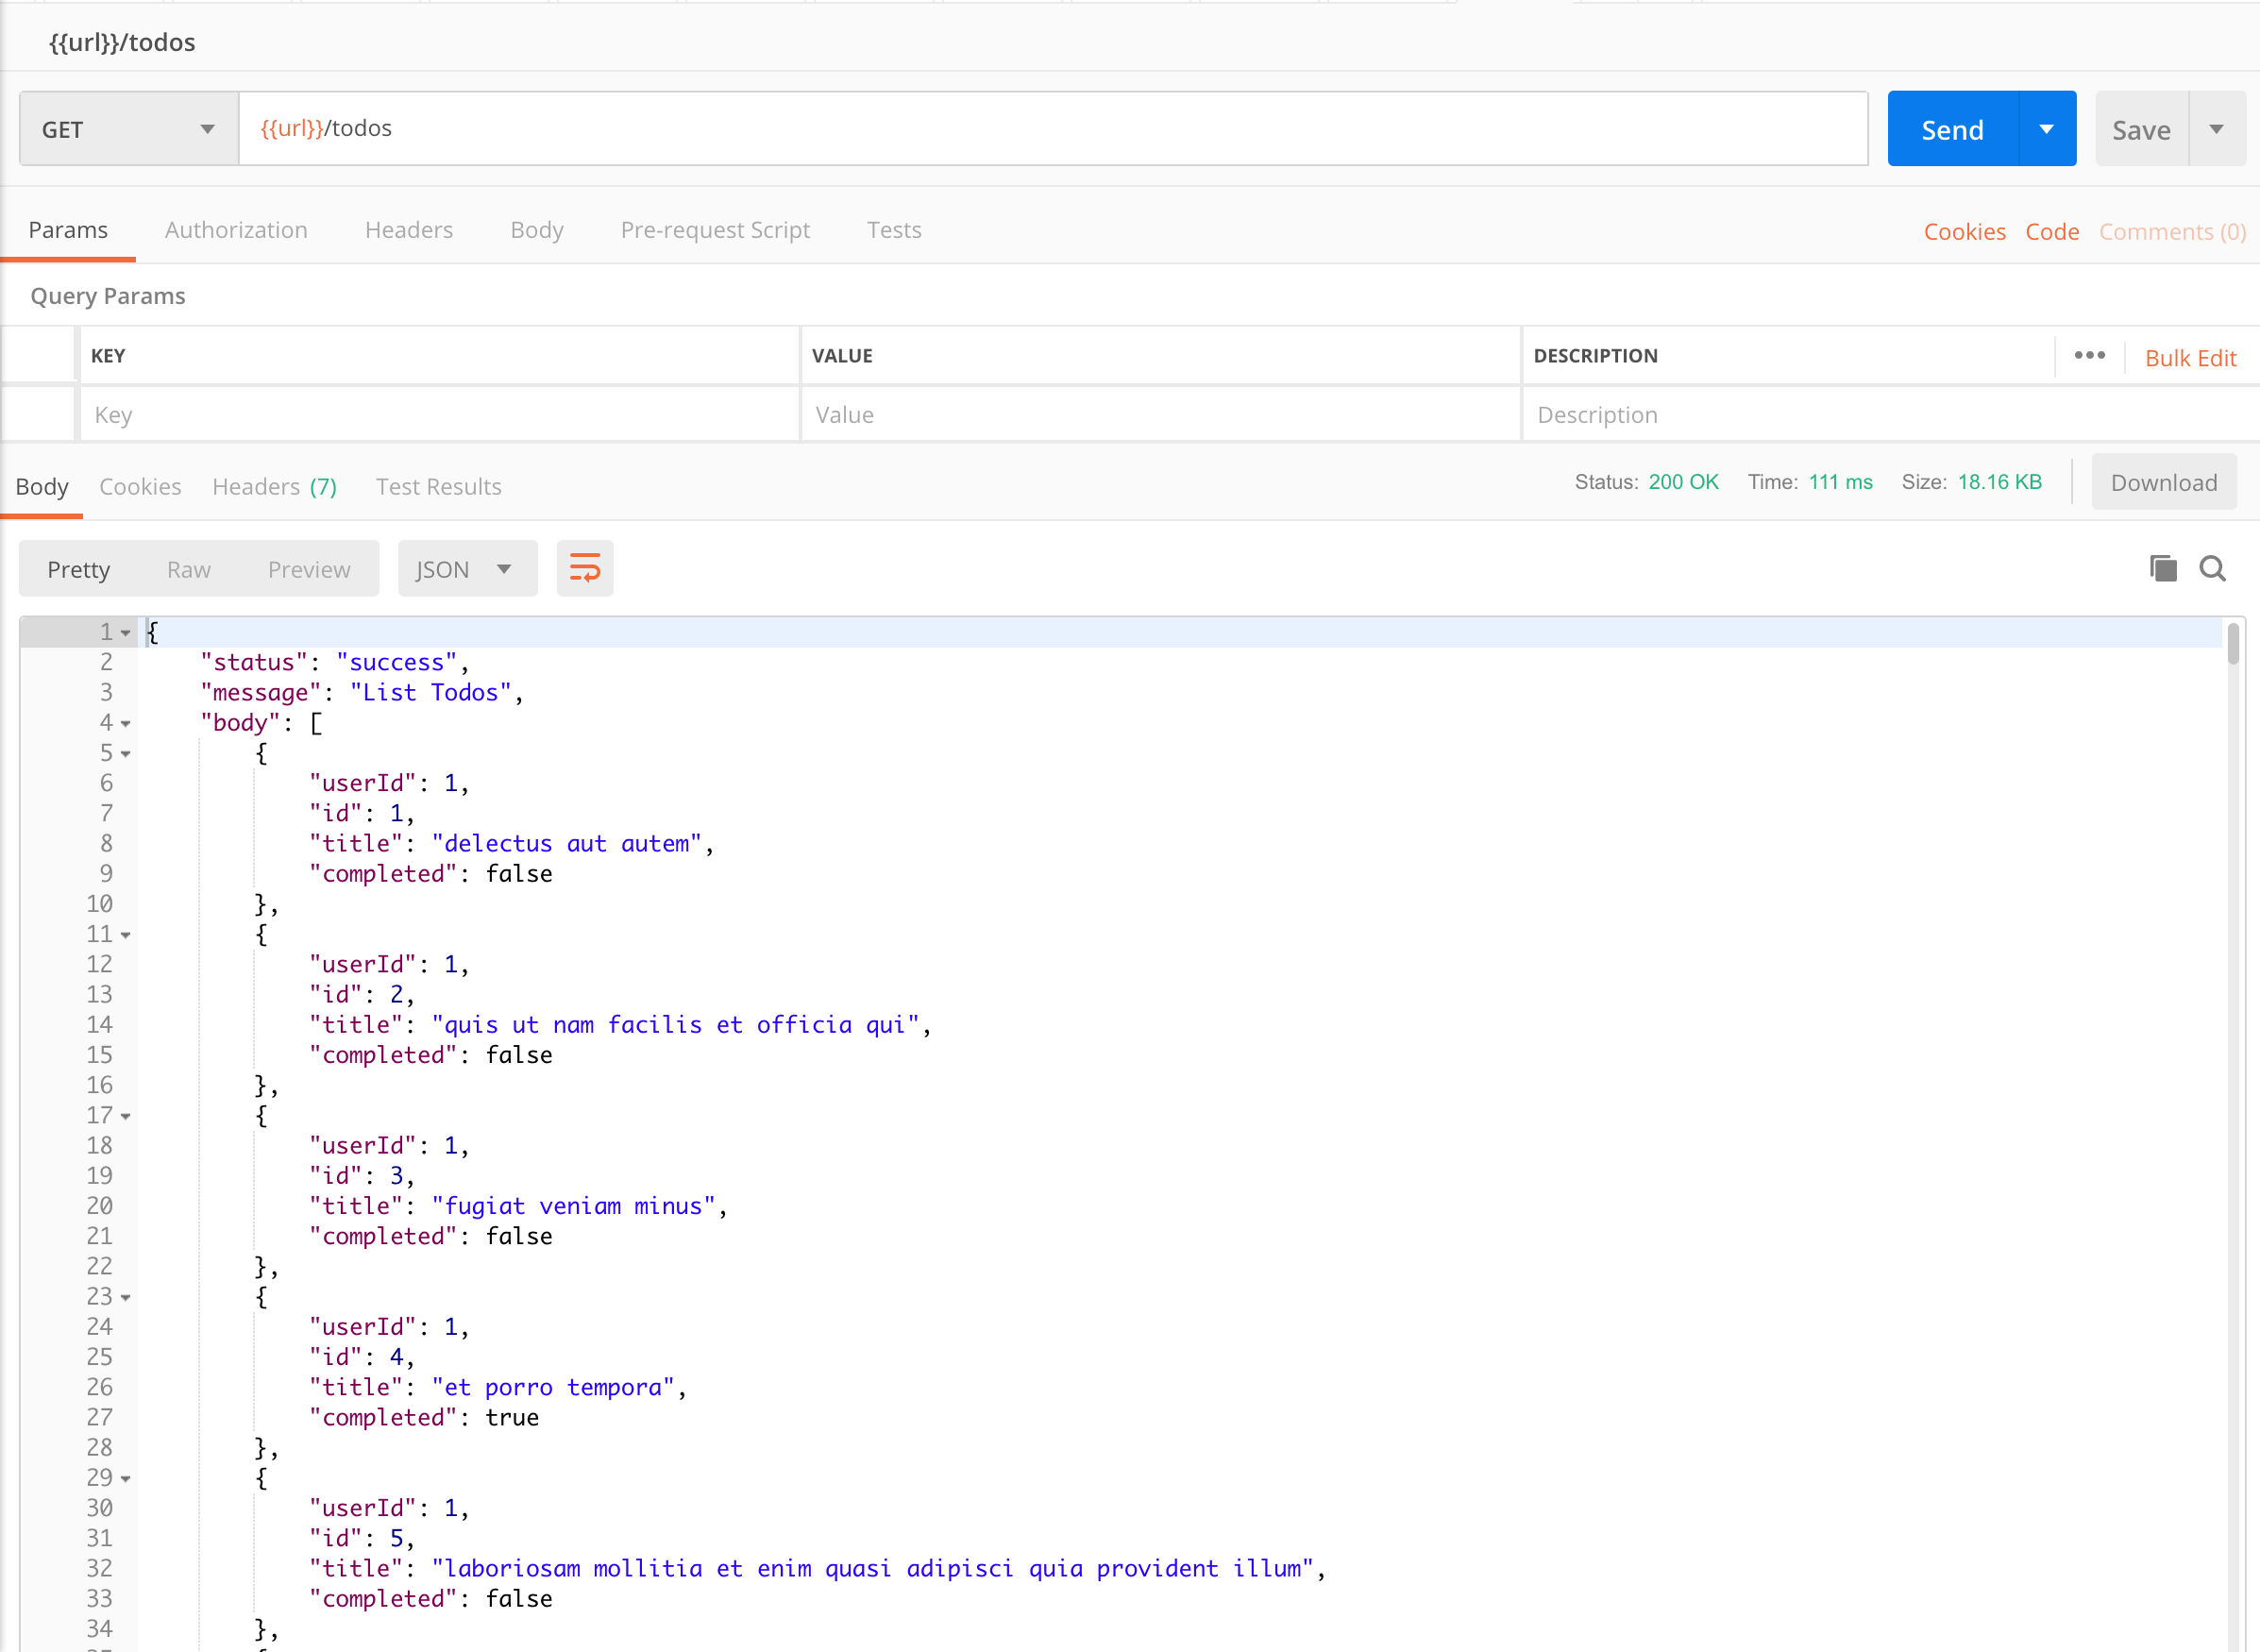 {{url}}/todos
GET {{url}}/todos Send Save
Params Authorization Headers Body Pre-request Script Tests Cookies Code Comments (0)
Query Params
KEY VALUE DESCRIPTION ••• Bulk Edit
Key Value Description
Body Cookies Headers (7) Test Results Status: 200 OK Time: 111 ms Size: 18.16 KB Download
Pretty Raw Preview JSON
1 {
2 "status": "success",
3 "message": "List Todos",
4 "body": [
5 {
6 "userId": 1,
7 "id": 1,
8 "title": "delectus aut autem",
9 "completed": false
10 },
11 {
12 "userId": 1,
13 "id": 2,
14 "title": "quis ut nam facilis et officia qui",
15 "completed": false
16 },
17 {
18 "userId": 1,
19 "id": 3,
20 "title": "fugiat veniam minus",
21 "completed": false
22 },
23 {
24 "userId": 1,
25 "id": 4,
26 "title": "et porro tempora",
27 "completed": true
28 },
29 {
30 "userId": 1,
31 "id": 5,
32 "title": "laboriosam mollitia et enim quasi adipisci quia provident illum",
33 "completed": false
34 },